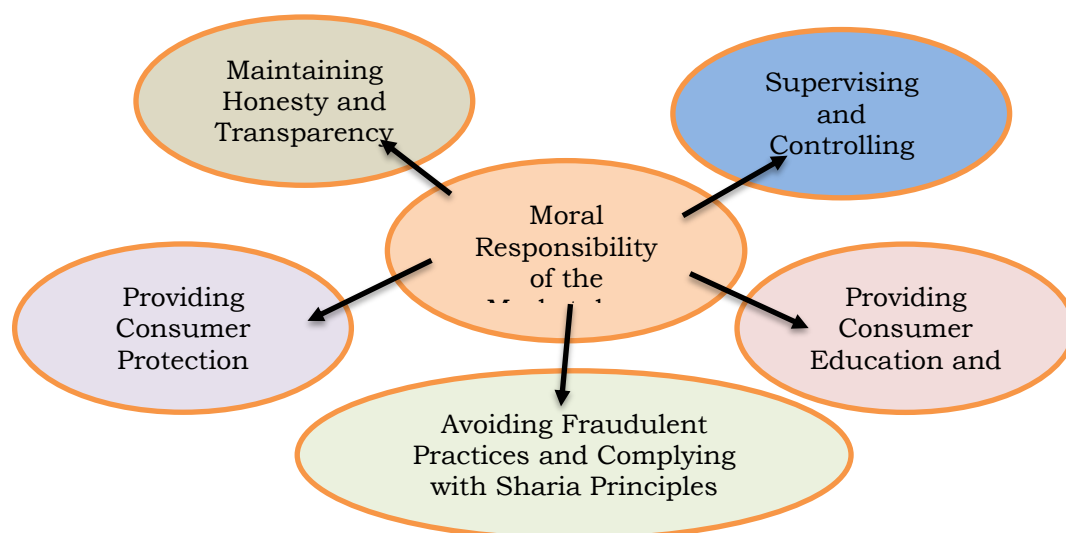 Maintaining
Honesty and
Transparency
Supervising
and
Controlling
Moral
Responsibility
of the
Providing
Consumer
Protection
Providing
Consumer
Education and
Avoiding Fraudulent
Practices and Complying
with Sharia Principles